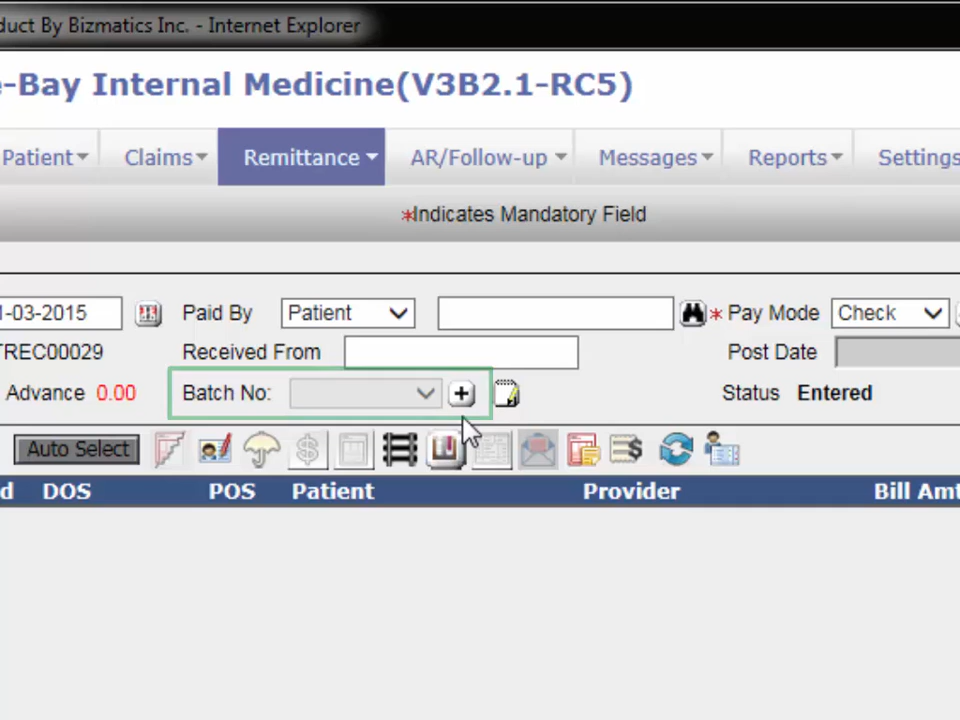 duct By Bizmatics Inc. - Internet Explorer
e-Bay Internal Medicine(V3B2.1-RC5)
Patient Claims Remittance AR/Follow-up Messages Reports Settings
*Indicates Mandatory Field
1-03-2015 Paid By Patient * Pay Mode Check
TREC00029 Received From Post Date
Advance 0.00 Batch No: + Status Entered
Auto Select
d DOS POS Patient Provider Bill Amt